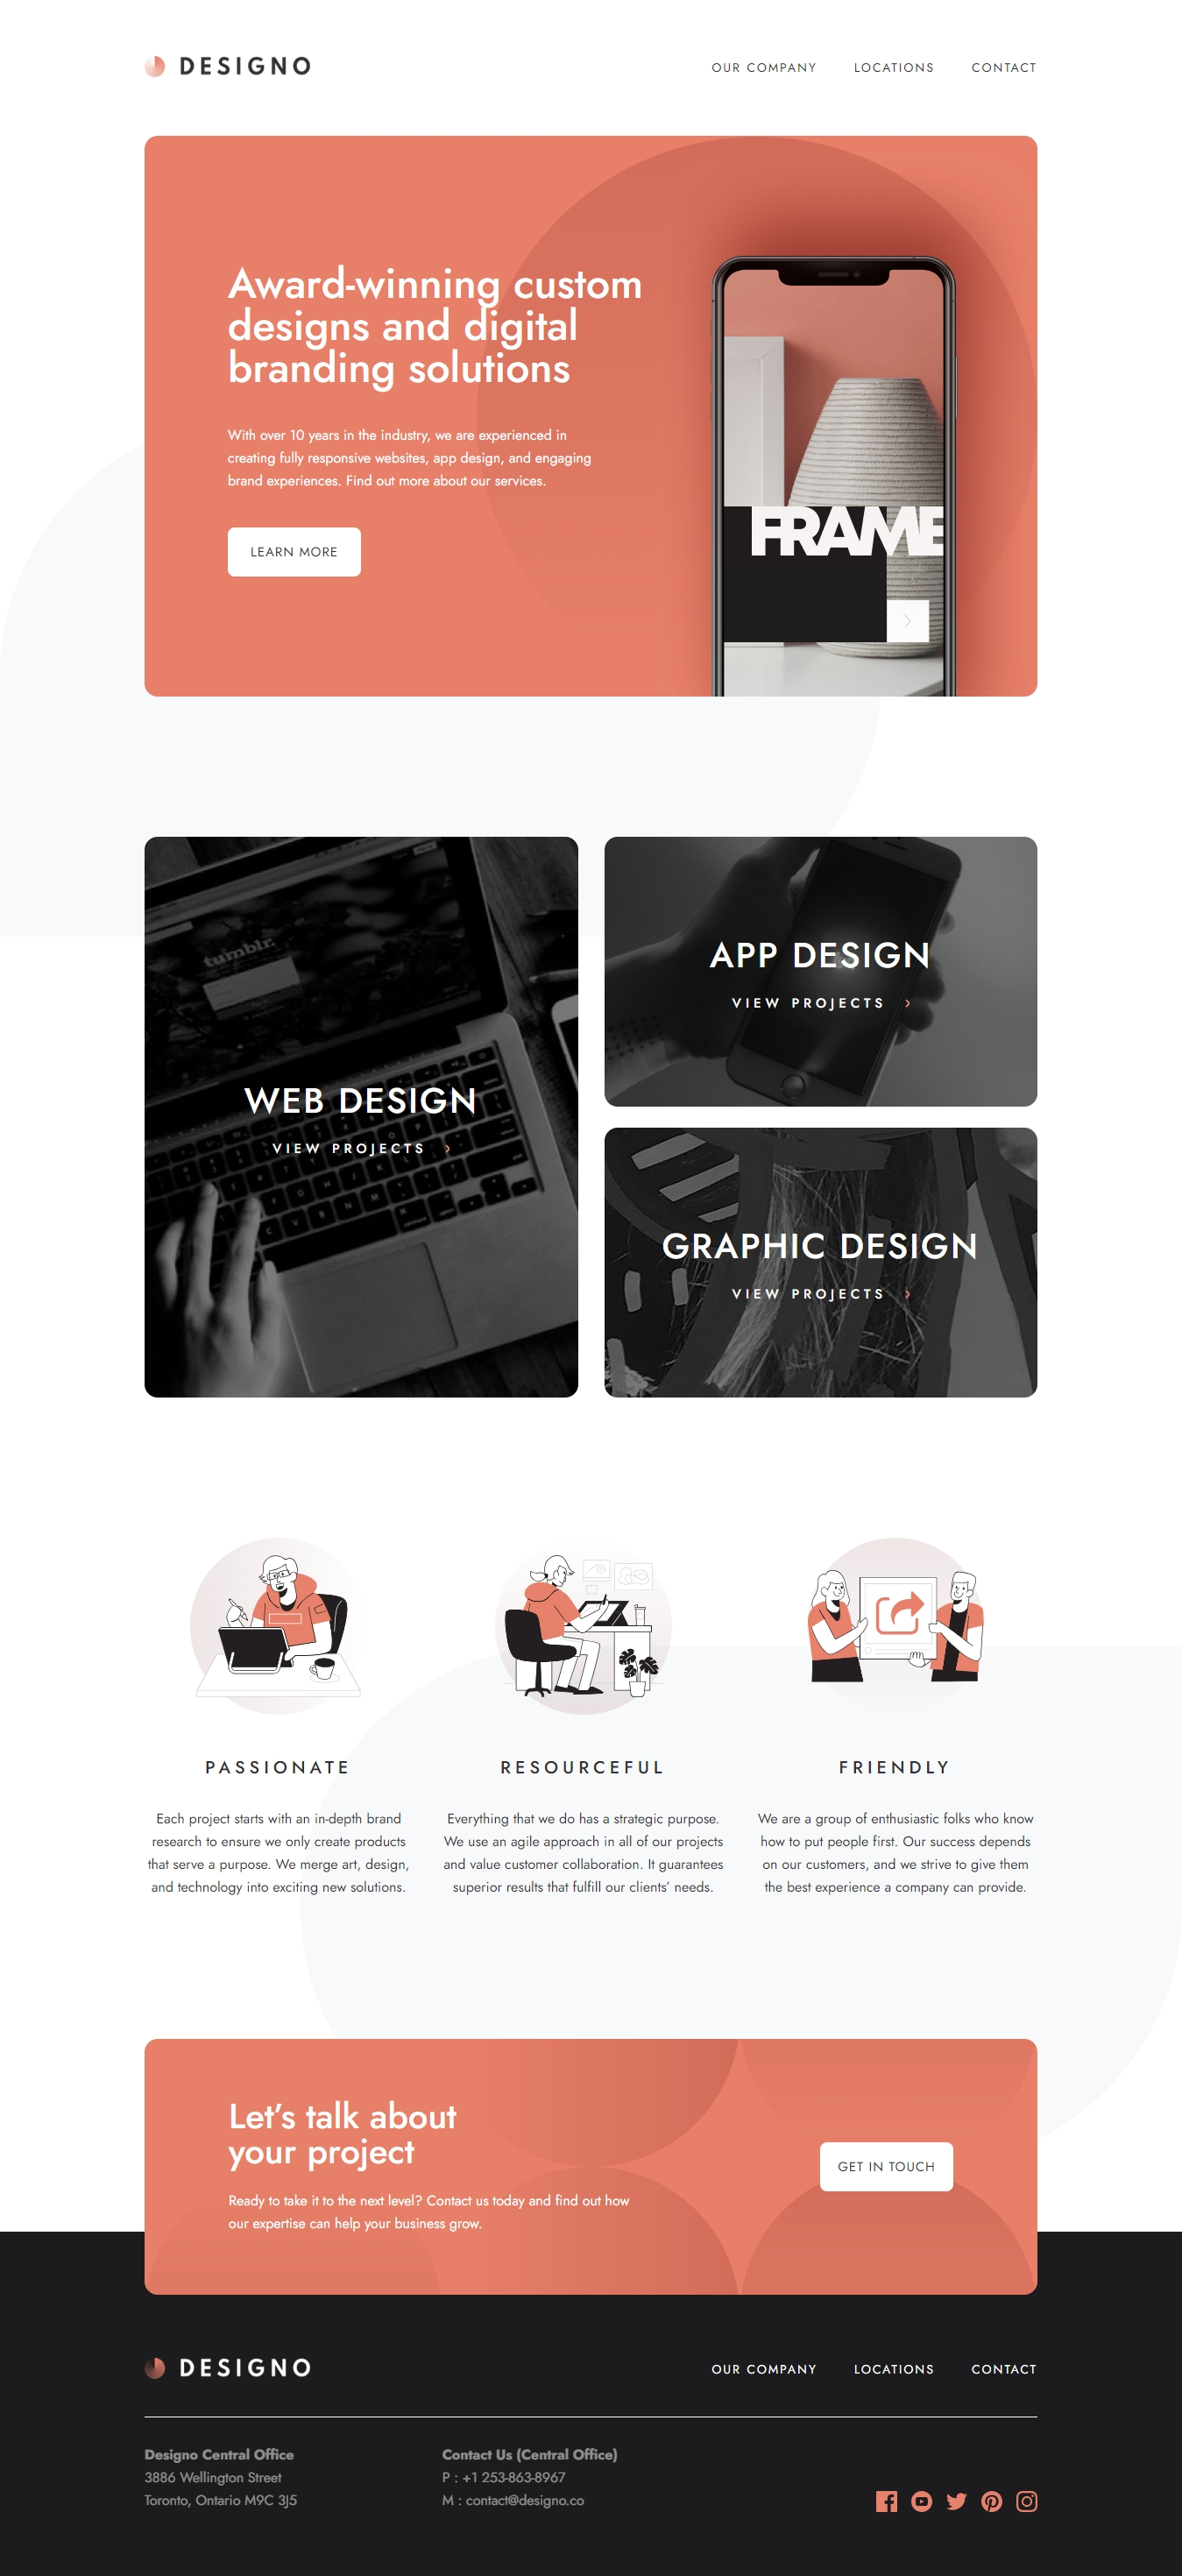 DESIGNO
OUR COMPANY LOCATIONS CONTACT
Award-winning custom
designs and digital
branding solutions
With over 10 years in the industry, we are experienced in
creating fully responsive websites, app design, and engaging
brand experiences. Find out more about our services.
LEARN MORE
FRAME
tumblr.
WEB DESIGN
VIEW PROJECTS
APP DESIGN
VIEW PROJECTS
GRAPHIC DESIGN
VIEW PROJECTS
PASSIONATE
Each project starts with an in-depth brand
research to ensure we only create products
that serve a purpose. We merge art, design,
and technology into exciting new solutions.
RESOURCEFUL
Everything that we do has a strategic purpose.
We use an agile approach in all of our projects
and value customer collaboration. It guarantees
superior results that fulfill our clients’ needs.
FRIENDLY
We are a group of enthusiastic folks who know
how to put people first. Our success depends
on our customers, and we strive to give them
the best experience a company can provide.
Let’s talk about
your project
Ready to take it to the next level? Contact us today and find out how
our expertise can help your business grow.
GET IN TOUCH
DESIGNO
OUR COMPANY LOCATIONS CONTACT
Designo Central Office
3886 Wellington Street
Toronto, Ontario M9C 3J5
Contact Us (Central Office)
P : +1 253-863-8967
M : contact@designo.co